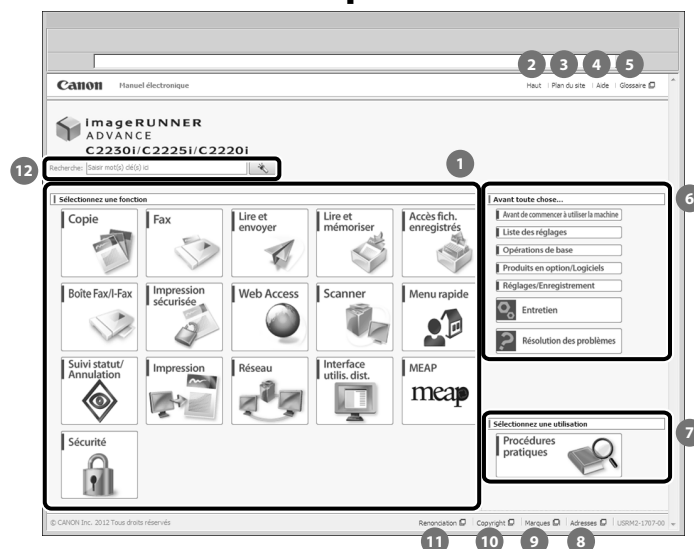 2 3 4 5
Canon Manuel électronique Haut Plan du site Aide Glossaire
imageRUNNER
ADVANCE
C2230i/C2225i/C2220i
12 Recherche: Saisir mot(s) clé(s) id
1
Sélectionnez une fonction
Copie
Fax
Lire et
envoyer
Lire et
mémoriser
Accès fich.
enregistrés
Boîte Fax/I-Fax
Impression
sécurisée
Web Access
Scanner
Menu rapide
Suivi statut/
Annulation
Impression
Réseau
Interface
utilis. dist.
MEAP
meap
Sécurité
6
Avant toute chose...
Avant de commencer à utiliser la machine
Liste des réglages
Opérations de base
Produits en option/Logiciels
Réglages/Enregistrement
Entretien
Résolution des problèmes
7
Sélectionnez une utilisation
Procédures
pratiques
© CANON Inc. 2012 Tous droits réservés Renonciation Copyright Marques Adresses USRM2-1707-00
11 10 9 8